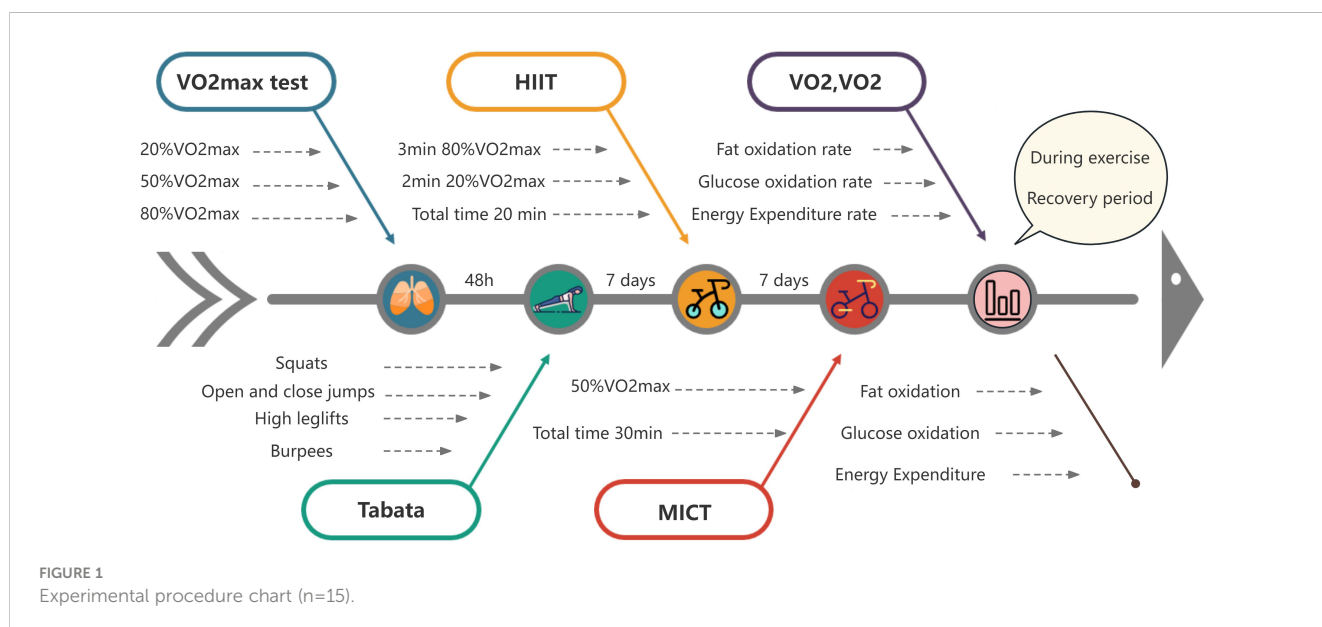 VO2max test
20%VO2max
50%VO2max
80%VO2max
HIIT
3min 80%VO2max
2min 20%VO2max
Total time 20 min
VO2,VO2
Fat oxidation rate
Glucose oxidation rate
Energy Expenditure rate
During exercise
Recovery period
48h
7 days
7 days
Squats
Open and close jumps
High leglifts
Burpees
Tabata
50%VO2max
Total time 30min
MICT
Fat oxidation
Glucose oxidation
Energy Expenditure
FIGURE 1
Experimental procedure chart (n=15).